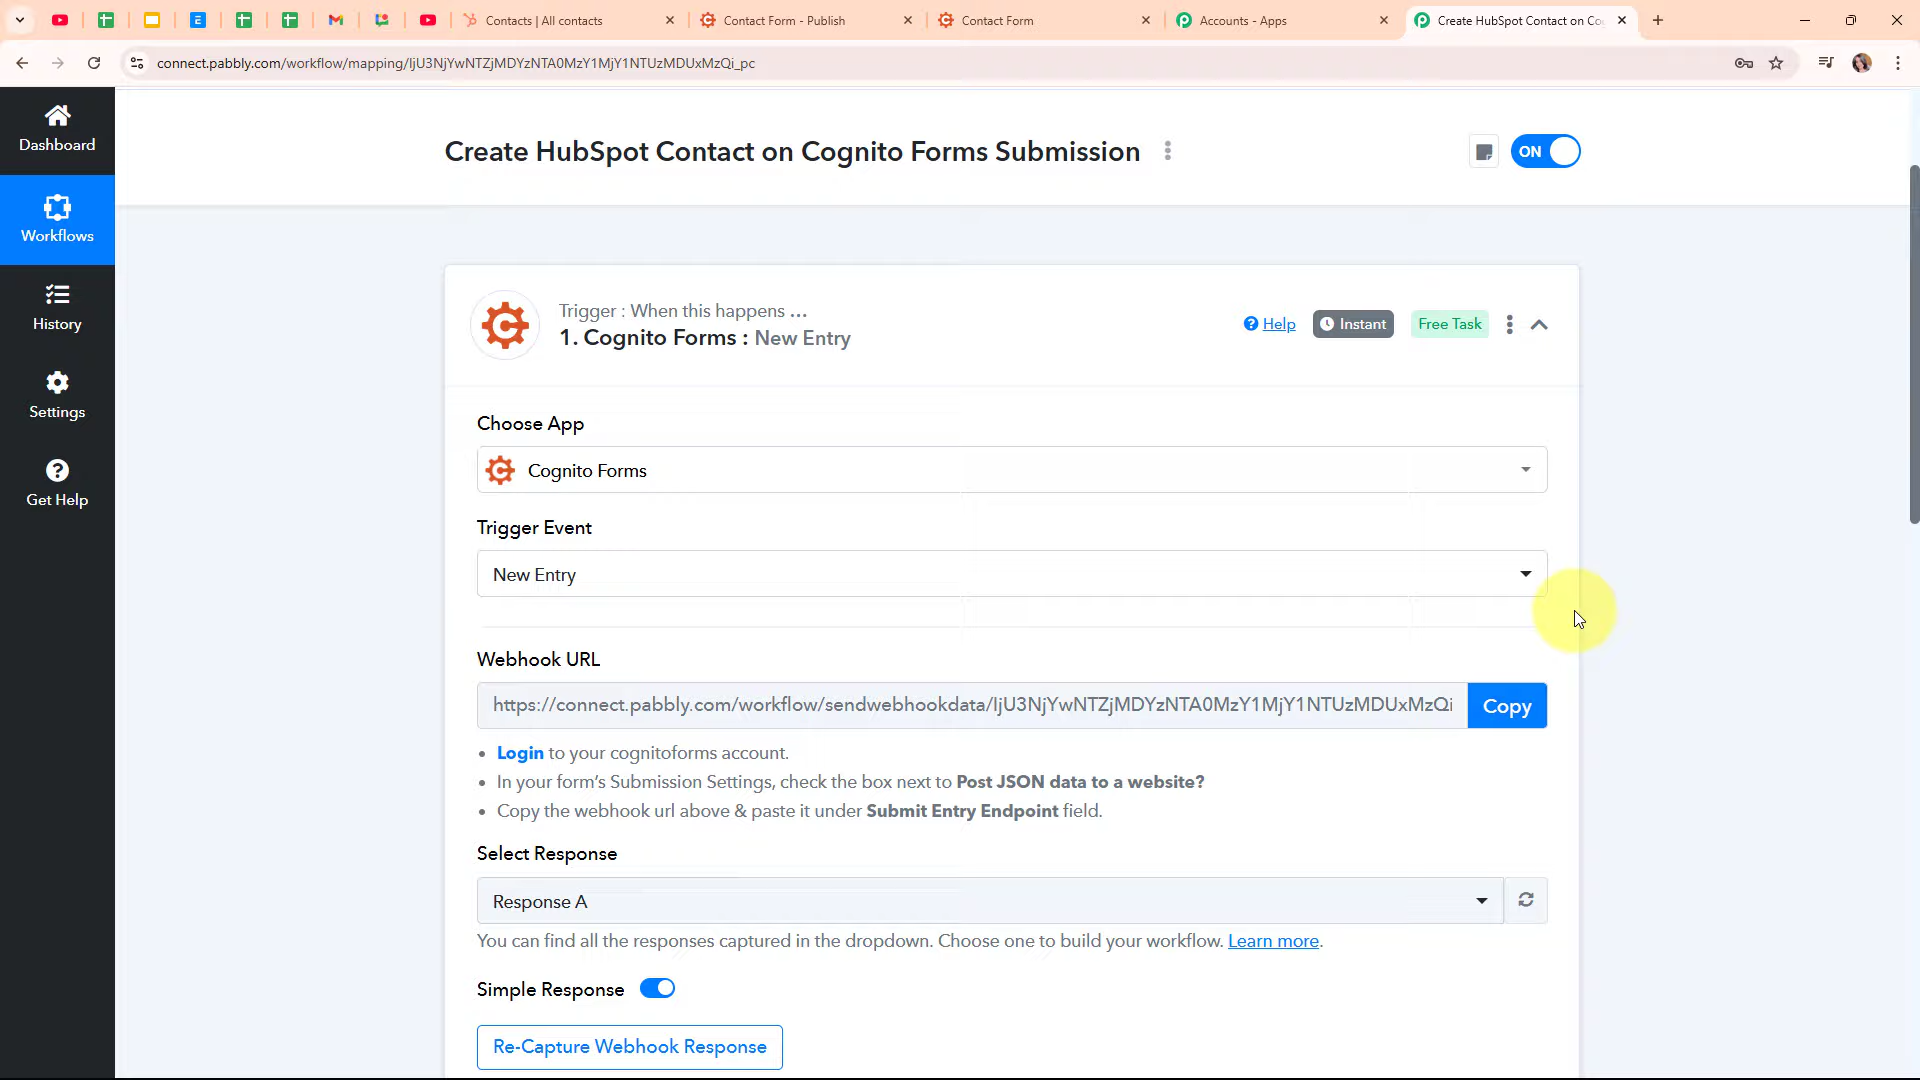 Contacts | All contacts
Contact Form - Publish
Contact Form
Accounts - Apps
Create HubSpot Contact on Co
connect.pabbly.com/workflow/mapping/IjU3NjYwNTZjMDYzNTA0MzY1MjY1NTUzMDUxMzQi_pc
Dashboard
Workflows
History
Settings
Get Help
Create HubSpot Contact on Cognito Forms Submission
ON
Trigger : When this happens ...
1. Cognito Forms : New Entry
Help
Instant
Free Task
Choose App
Cognito Forms
Trigger Event
New Entry
Webhook URL
https://connect.pabbly.com/workflow/sendwebhookdata/IjU3NjYwNTZjMDYzNTA0MzY1MjY1NTUzMDUxMzQi
Copy
• Login to your cognitoforms account.
• In your form's Submission Settings, check the box next to Post JSON data to a website?
• Copy the webhook url above & paste it under Submit Entry Endpoint field.
Select Response
Response A
You can find all the responses captured in the dropdown. Choose one to build your workflow. Learn more.
Simple Response
Re-Capture Webhook Response